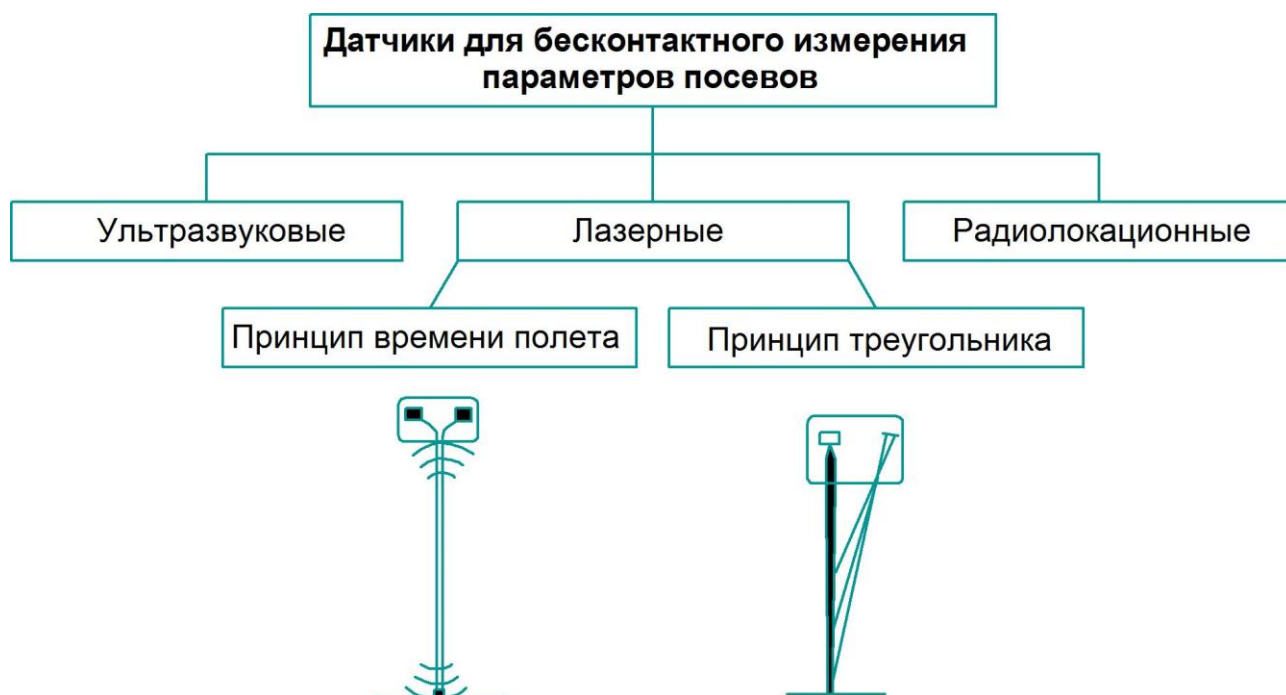 Датчики для бесконтактного измерения
параметров посевов
Ультразвуковые
Лазерные
Радиолокационные
Принцип времени полета
Принцип треугольника